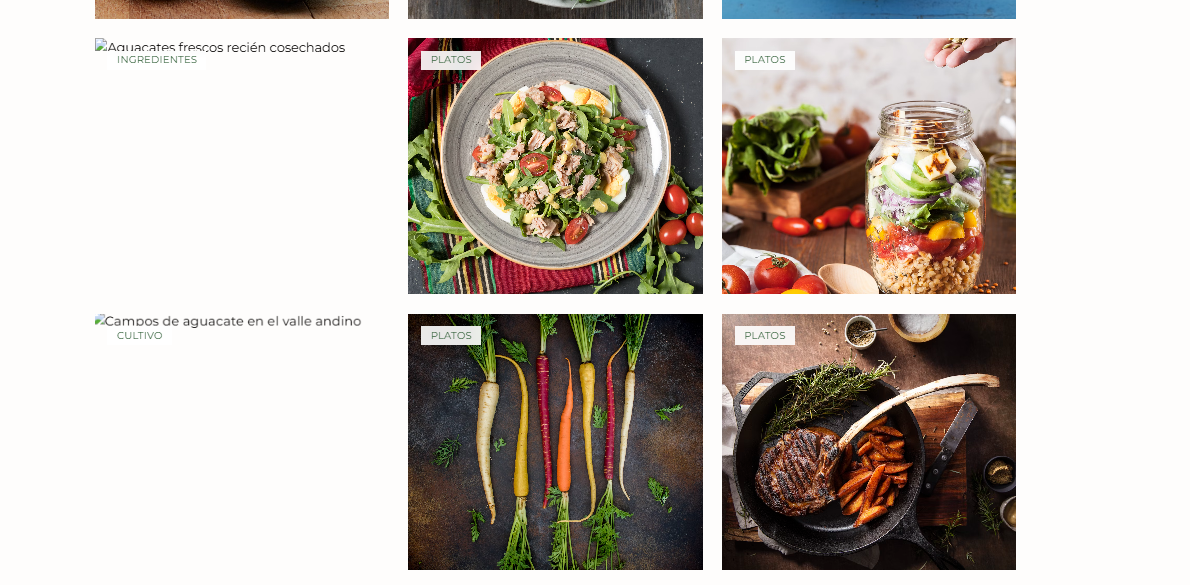 Aguacates frescos recién cosechados
INGREDIENTES
PLATOS
PLATOS
Campos de aguacate en el valle andino
CULTIVO
PLATOS
PLATOS